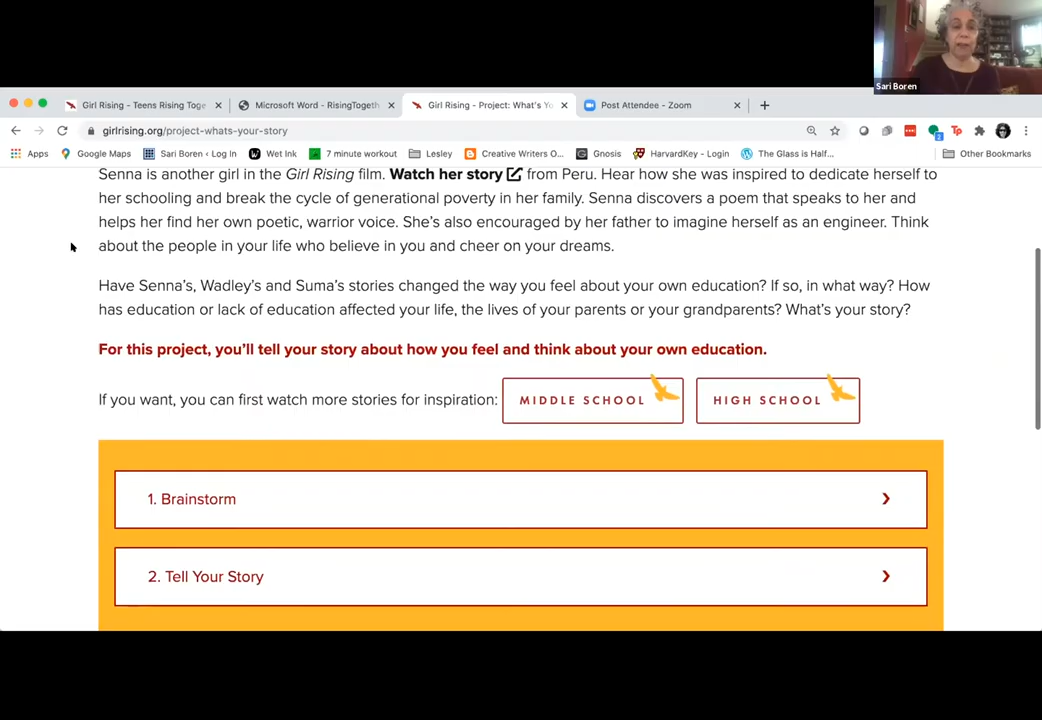 Sari Boren
Girl Rising - Teens Rising Toge
Microsoft Word - RisingTogeth
Girl Rising - Project: What's Yo
Post Attendee - Zoom
girlrising.org/project-whats-your-story
Apps
Google Maps
Sari Boren ‹ Log In
Wet Ink
7 minute workout
Lesley
Creative Writers O...
Gnosis
HarvardKey - Login
The Glass is Half...
Other Bookmarks
Senna is another girl in the Girl Rising film. Watch her story from Peru. Hear how she was inspired to dedicate herself to
her schooling and break the cycle of generational poverty in her family. Senna discovers a poem that speaks to her and
helps her find her own poetic, warrior voice. She's also encouraged by her father to imagine herself as an engineer. Think
about the people in your life who believe in you and cheer on your dreams.
Have Senna's, Wadley's and Suma's stories changed the way you feel about your own education? If so, in what way? How
has education or lack of education affected your life, the lives of your parents or your grandparents? What's your story?
For this project, you'll tell your story about how you feel and think about your own education.
If you want, you can first watch more stories for inspiration: MIDDLE SCHOOL HIGH SCHOOL
1. Brainstorm
2. Tell Your Story